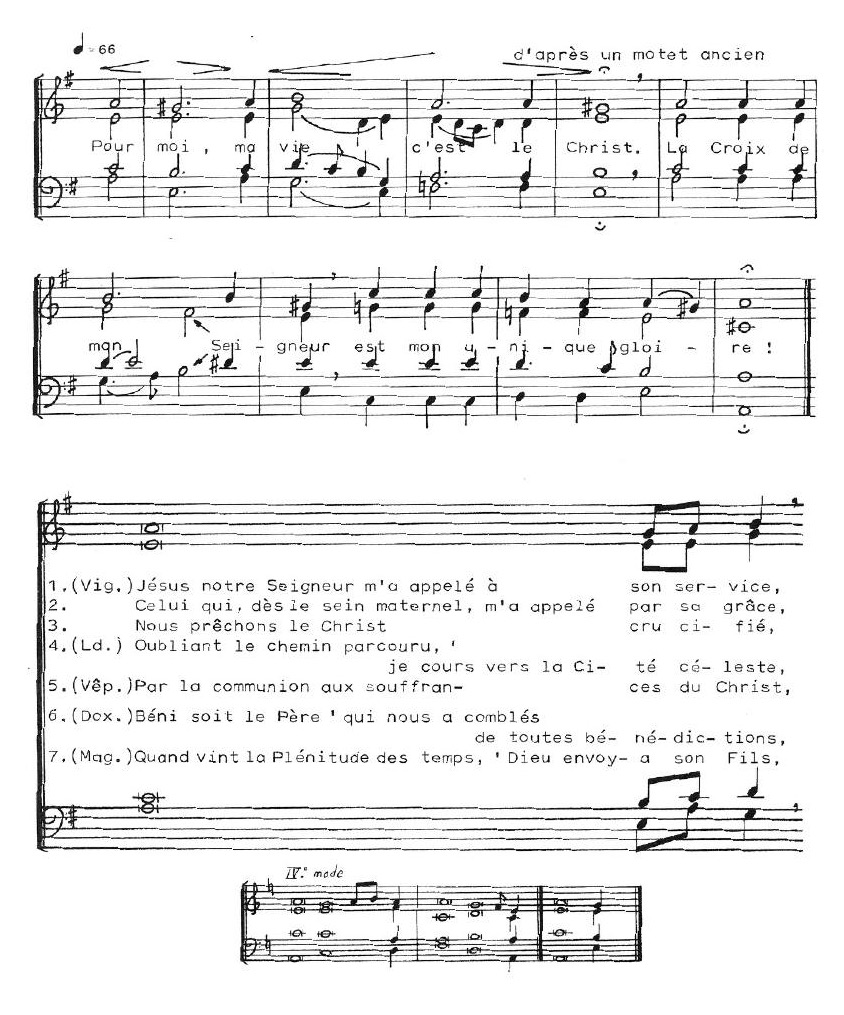 ♩ = 66
d'après un motet ancien
Pour moi, ma vie c'est le Christ. La Croix de
mon Sei - gneur est mon u - ni - que gloi - re !
1.(Vig.) Jésus notre Seigneur m'a appelé à son ser- vice,
2. Celui qui, dès le sein maternel, m'a appelé par sa grâce,
3. Nous prêchons le Christ cru ci- fié,
4.(Ld.) Oubliant le chemin parcouru, '
je cours vers la Ci- té cé- leste,
5.(Vêp.) Par la communion aux souffran- ces du Christ,
6.(Dox.) Béni soit le Père ' qui nous a comblés
de toutes bé- né- dic- tions,
7.(Mag.) Quand vint la Plénitude des temps, ' Dieu envoy- a son Fils,
IV.e mode